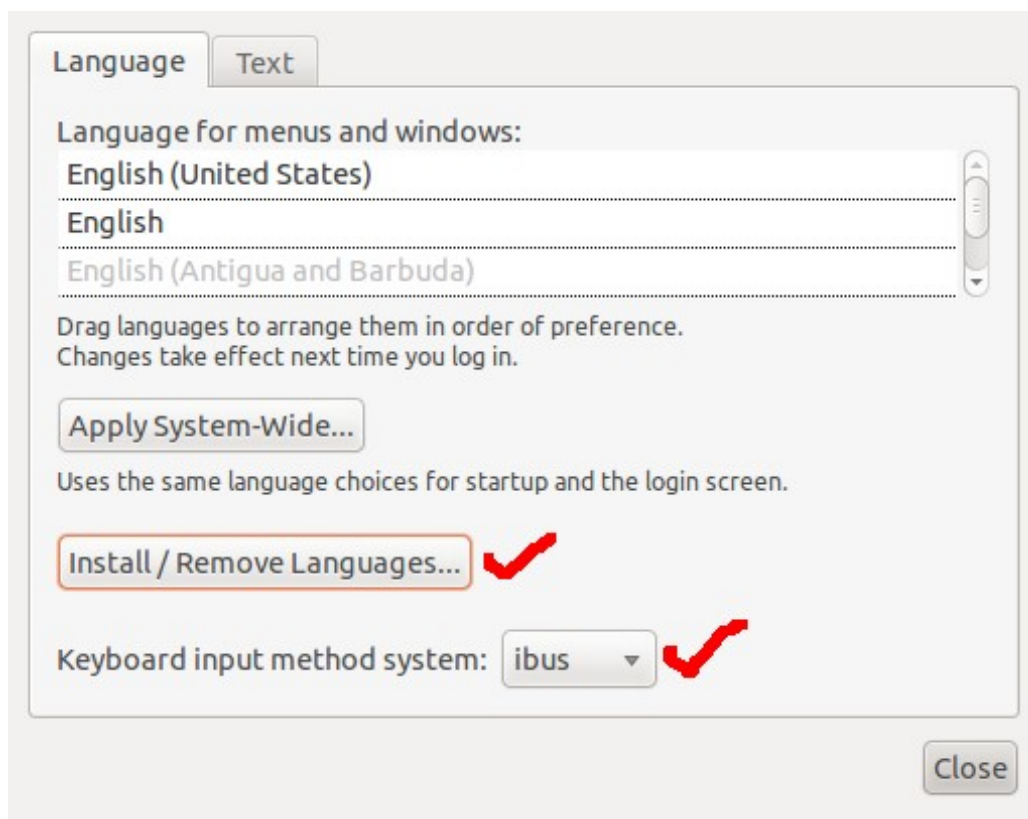 Language Text
Language for menus and windows:
English (United States)
English
English (Antigua and Barbuda)
Drag languages to arrange them in order of preference.
Changes take effect next time you log in.
Apply System-Wide...
Uses the same language choices for startup and the login screen.
Install / Remove Languages...
Keyboard input method system: ibus
Close